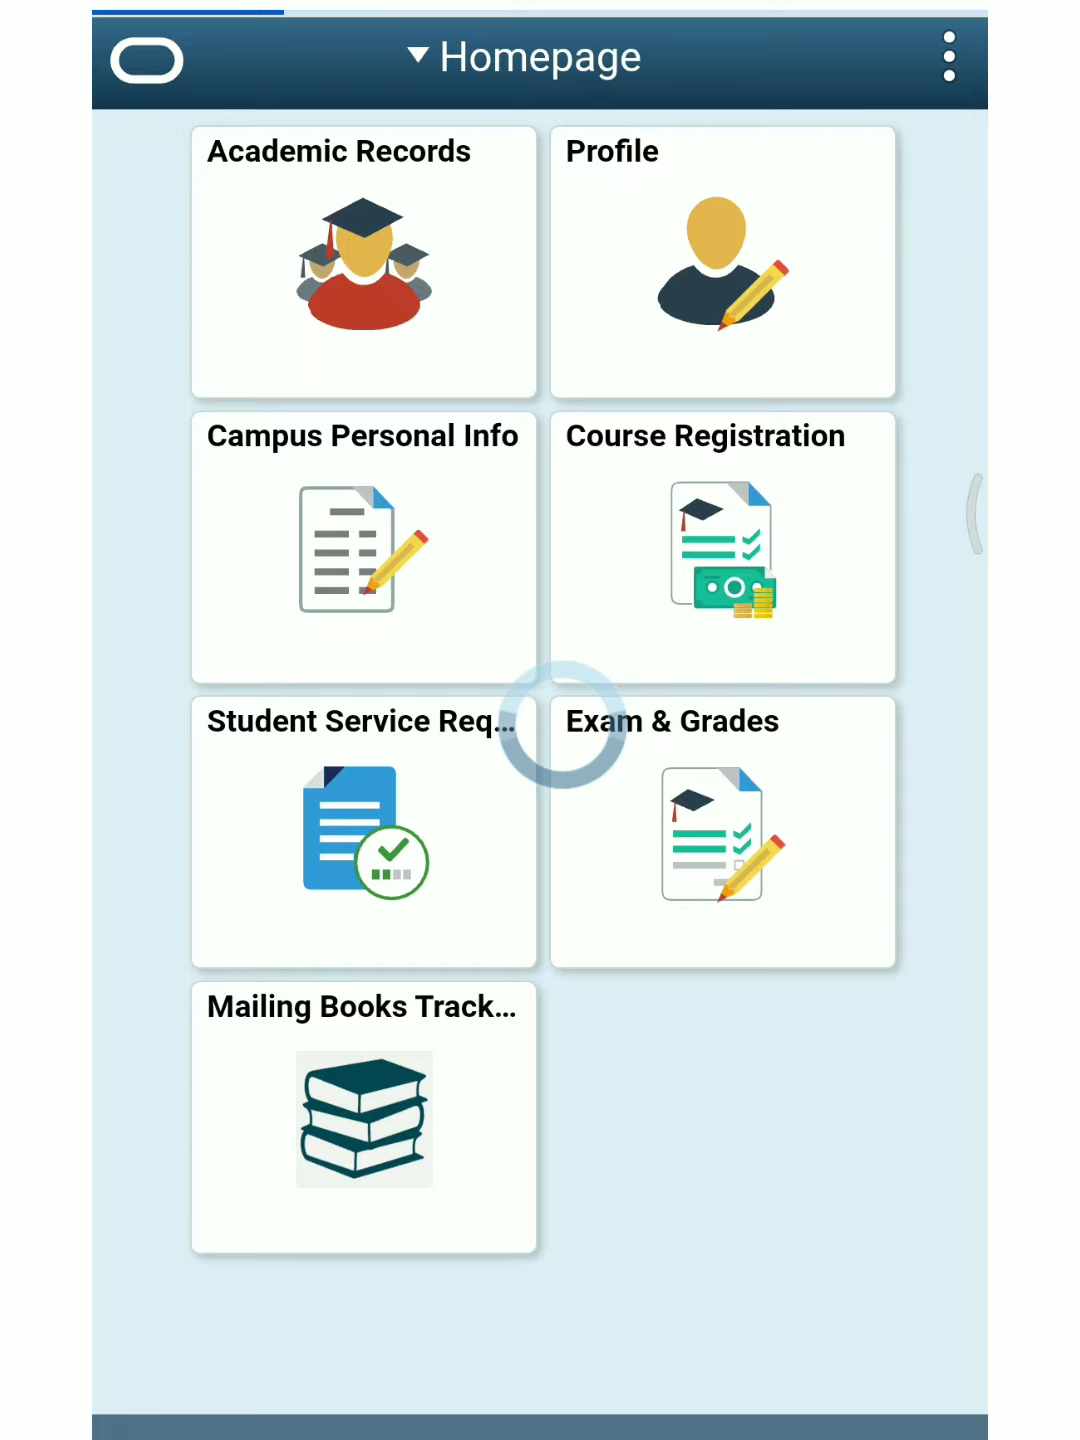 Homepage
Academic Records
Profile
Campus Personal Info
Course Registration
Student Service Req...
Exam & Grades
Mailing Books Track...